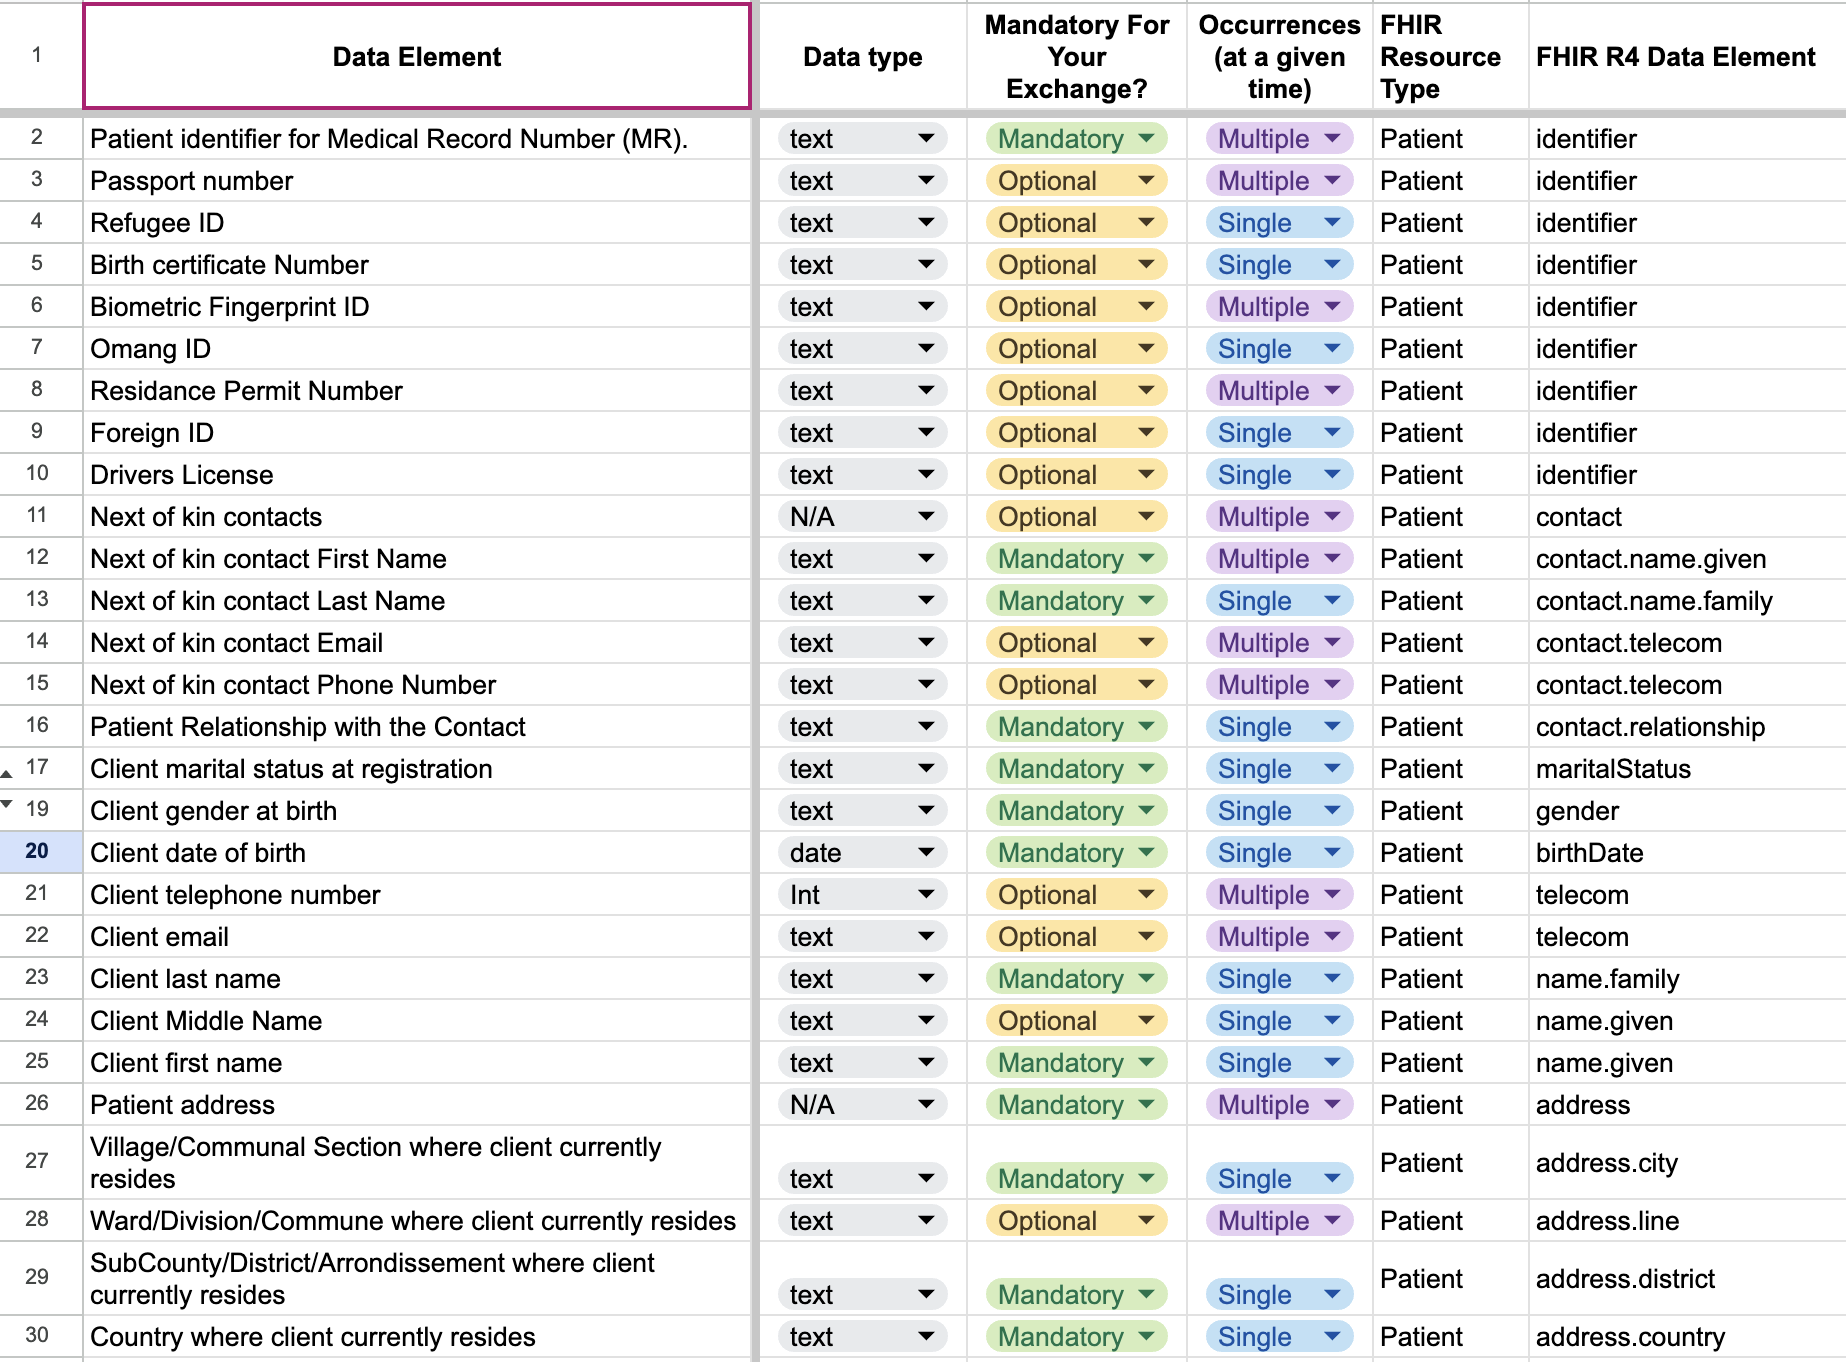 1 Data Element Data type Mandatory For Your Exchange? Occurrences (at a given time) FHIR Resource Type FHIR R4 Data Element
2 Patient identifier for Medical Record Number (MR). text Mandatory Multiple Patient identifier
3 Passport number text Optional Multiple Patient identifier
4 Refugee ID text Optional Single Patient identifier
5 Birth certificate Number text Optional Single Patient identifier
6 Biometric Fingerprint ID text Optional Multiple Patient identifier
7 Omang ID text Optional Single Patient identifier
8 Residance Permit Number text Optional Multiple Patient identifier
9 Foreign ID text Optional Single Patient identifier
10 Drivers License text Optional Single Patient identifier
11 Next of kin contacts N/A Optional Multiple Patient contact
12 Next of kin contact First Name text Mandatory Multiple Patient contact.name.given
13 Next of kin contact Last Name text Mandatory Single Patient contact.name.family
14 Next of kin contact Email text Optional Multiple Patient contact.telecom
15 Next of kin contact Phone Number text Optional Multiple Patient contact.telecom
16 Patient Relationship with the Contact text Mandatory Single Patient contact.relationship
17 Client marital status at registration text Mandatory Single Patient maritalStatus
19 Client gender at birth text Mandatory Single Patient gender
20 Client date of birth date Mandatory Single Patient birthDate
21 Client telephone number Int Optional Multiple Patient telecom
22 Client email text Optional Multiple Patient telecom
23 Client last name text Mandatory Single Patient name.family
24 Client Middle Name text Optional Single Patient name.given
25 Client first name text Mandatory Single Patient name.given
26 Patient address N/A Mandatory Multiple Patient address
27 Village/Communal Section where client currently resides text Mandatory Single Patient address.city
28 Ward/Division/Commune where client currently resides text Optional Multiple Patient address.line
29 SubCounty/District/Arrondissement where client currently resides text Mandatory Single Patient address.district
30 Country where client currently resides text Mandatory Single Patient address.country